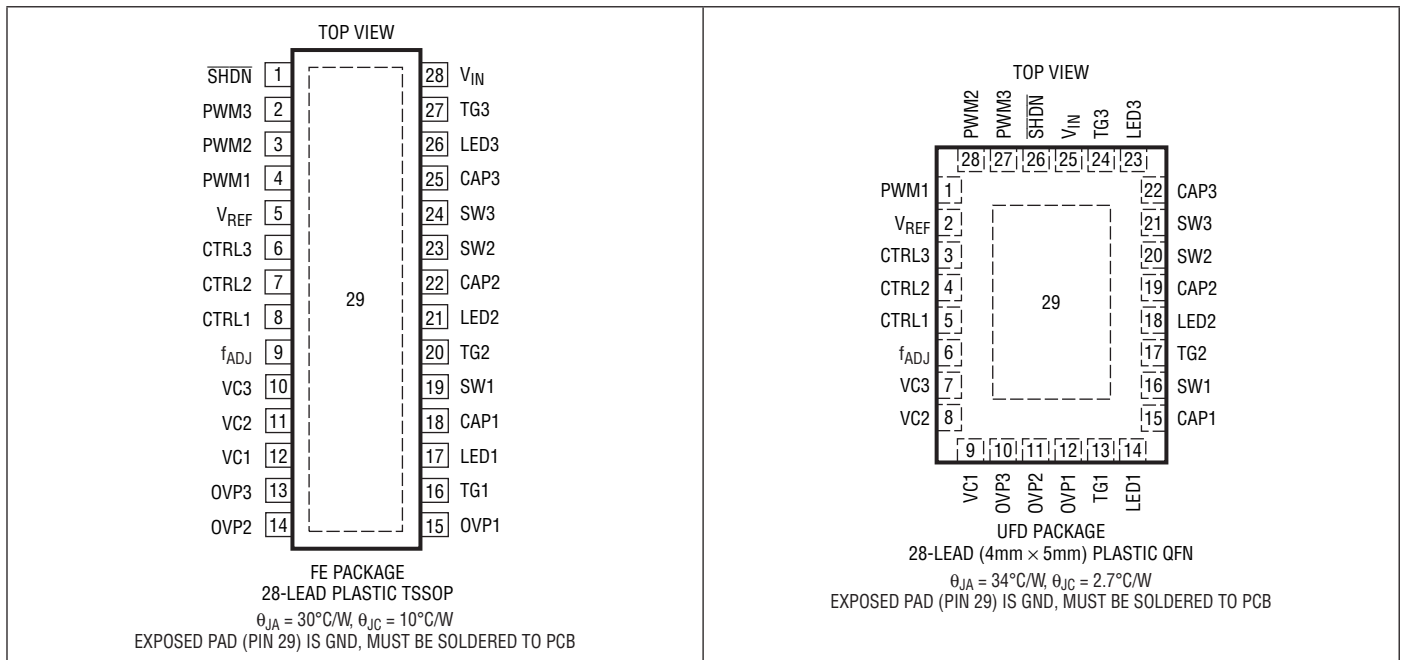 TOP VIEW
SHDN 1
PWM3 2
PWM2 3
PWM1 4
VREF 5
CTRL3 6
CTRL2 7
CTRL1 8
fADJ 9
VC3 10
VC2 11
VC1 12
OVP3 13
OVP2 14
29
28 VIN
27 TG3
26 LED3
25 CAP3
24 SW3
23 SW2
22 CAP2
21 LED2
20 TG2
19 SW1
18 CAP1
17 LED1
16 TG1
15 OVP1
FE PACKAGE
28-LEAD PLASTIC TSSOP
θJA = 30°C/W, θJC = 10°C/W
EXPOSED PAD (PIN 29) IS GND, MUST BE SOLDERED TO PCB
TOP VIEW
PWM2 PWM3 SHDN VIN TG3 LED3
28 27 26 25 24 23
PWM1 1
VREF 2
CTRL3 3
CTRL2 4
CTRL1 5
fADJ 6
VC3 7
VC2 8
29
22 CAP3
21 SW3
20 SW2
19 CAP2
18 LED2
17 TG2
16 SW1
15 CAP1
9 10 11 12 13 14
VC1 OVP3 OVP2 OVP1 TG1 LED1
UFD PACKAGE
28-LEAD (4mm × 5mm) PLASTIC QFN
θJA = 34°C/W, θJC = 2.7°C/W
EXPOSED PAD (PIN 29) IS GND, MUST BE SOLDERED TO PCB